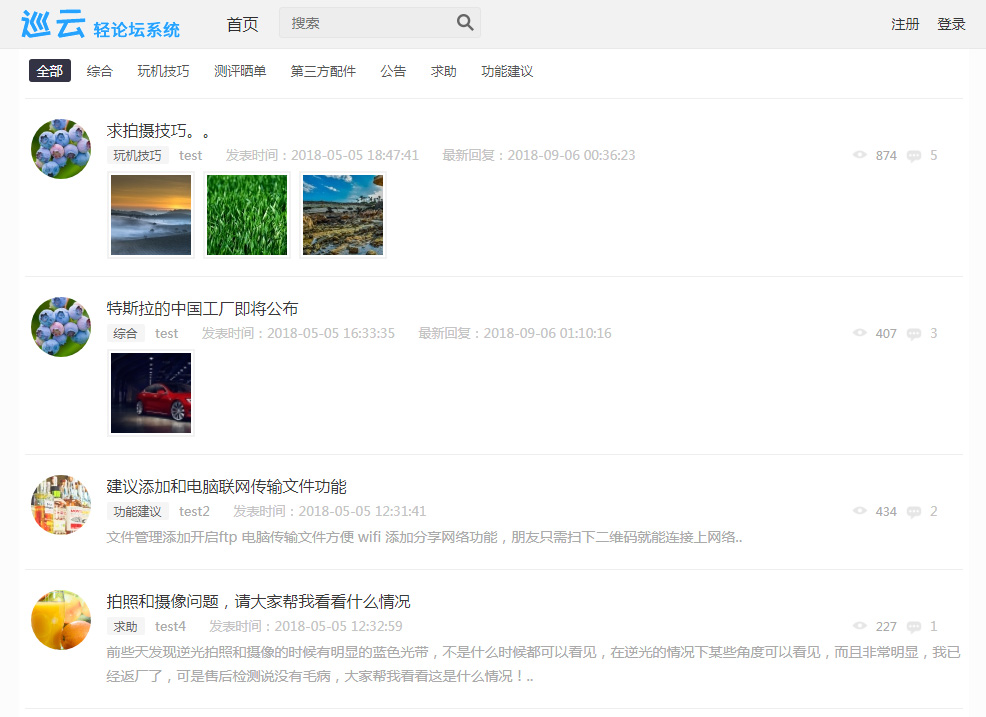 巡云 轻论坛系统 首页 搜索 注册 登录
全部 综合 玩机技巧 测评晒单 第三方配件 公告 求助 功能建议
求拍摄技巧。。
玩机技巧 test 发表时间：2018-05-05 18:47:41 最新回复：2018-09-06 00:36:23 874 5
特斯拉的中国工厂即将公布
综合 test 发表时间：2018-05-05 16:33:35 最新回复：2018-09-06 01:10:16 407 3
建议添加和电脑联网传输文件功能
功能建议 test2 发表时间：2018-05-05 12:31:41 434 2
文件管理添加开启ftp 电脑传输文件方便 wifi 添加分享网络功能，朋友只需扫下二维码就能连接上网络..
拍照和摄像问题，请大家帮我看看什么情况
求助 test4 发表时间：2018-05-05 12:32:59 227 1
前些天发现逆光拍照和摄像的时候有明显的蓝色光带，不是什么时候都可以看见，在逆光的情况下某些角度可以看见，而且非常明显，我已
经返厂了，可是售后检测说没有毛病，大家帮我看看这是什么情况！..